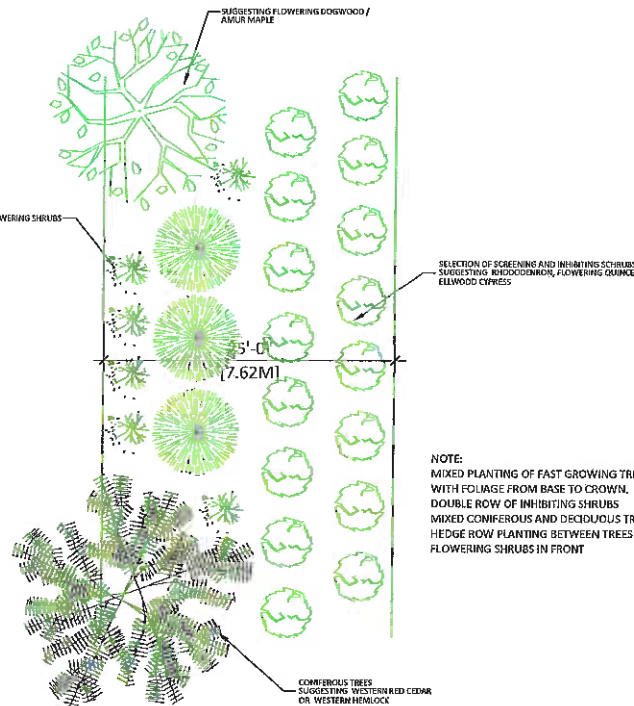 SUGGESTING FLOWERING DOGWOOD /
AMUR MAPLE
WERING SHRUBS
SELECTION OF SCREENING AND INHIBITING SCHRUBS
SUGGESTING RHODODENRON, FLOWERING QUINCE
ELLWOOD CYPRESS
5'-0
[7.62M]
NOTE:
MIXED PLANTING OF FAST GROWING TRE
WITH FOLIAGE FROM BASE TO CROWN.
DOUBLE ROW OF INHIBITING SHRUBS
MIXED CONIFEROUS AND DECIDUOUS TR
HEDGE ROW PLANTING BETWEEN TREES
FLOWERING SHRUBS IN FRONT
CONIFEROUS TREES
SUGGESTING WESTERN RED CEDAR
OR WESTERN HEMLOCK